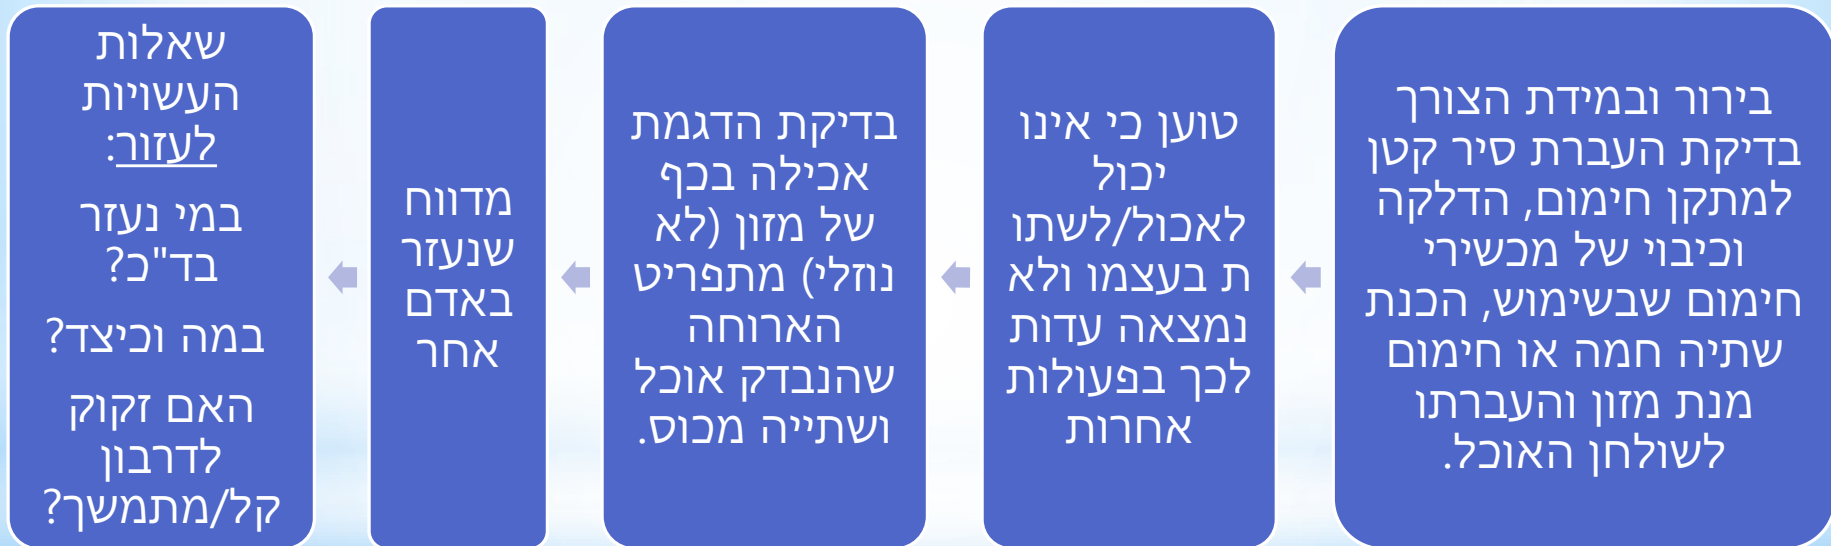 בירור ובמידת הצורך
בדיקת העברת סיר קטן
למתקן חימום, הדלקה
וכיבוי של מכשירי
חימום שבשימוש, הכנת
שתיה חמה או חימום
מנת מזון והעברתו
לשולחן האוכל.
טוען כי אינו
יכול
לאכול/לשתו
ת בעצמו ולא
נמצאה עדות
לכך בפעולות
אחרות
בדיקת הדגמת
אכילה בכף
של מזון (לא
נוזלי) מתפריט
הארוחה
שהנבדק אוכל
ושתייה מכוס.
מדווח
שנעזר
באדם
אחר
שאלות
העשויות
לעזור:
במי נעזר
בד"כ?
במה וכיצד?
האם זקוק
לדרבון
קל/מתמשך?